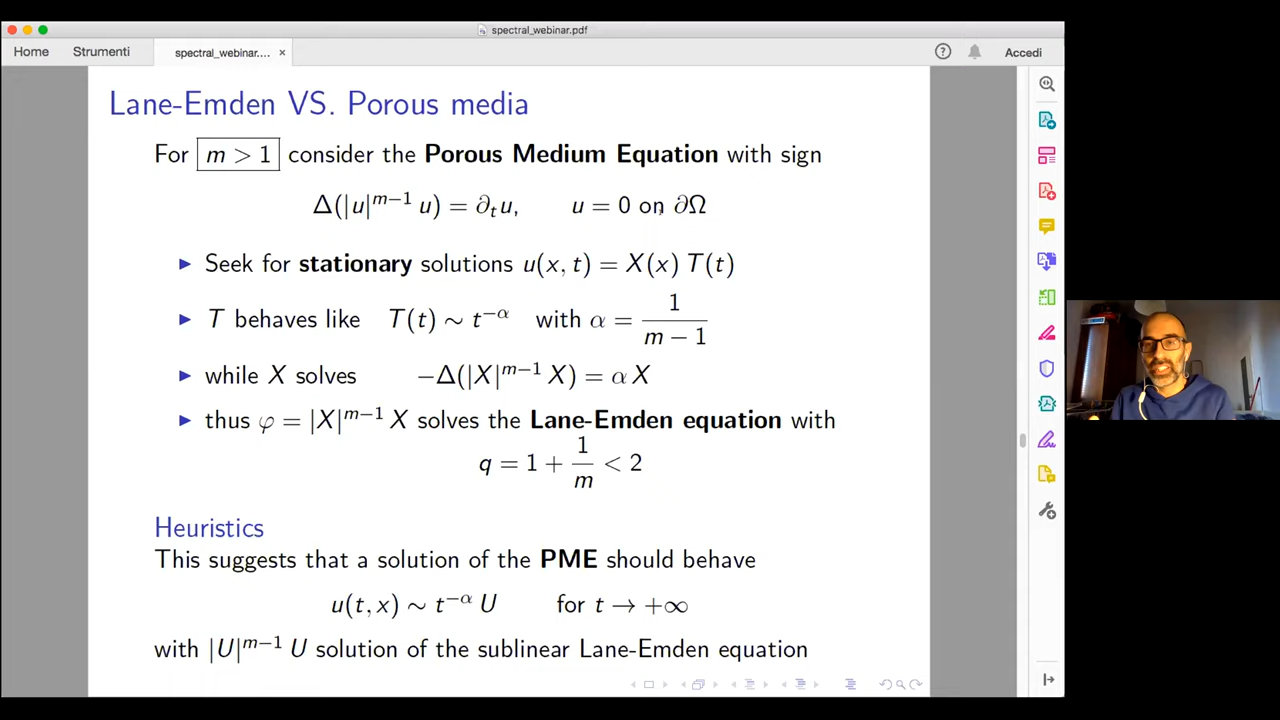 spectral_webinar.pdf
Home Strumenti spectral_webinar.... × Accedi
Lane-Emden VS. Porous media
For m > 1 consider the Porous Medium Equation with sign
Δ(|u|^{m−1} u) = ∂_t u, u = 0 on ∂Ω
▶ Seek for stationary solutions u(x, t) = X(x) T(t)
▶ T behaves like T(t) ∼ t^{−α} with α = 1/(m − 1)
▶ while X solves −Δ(|X|^{m−1} X) = α X
▶ thus φ = |X|^{m−1} X solves the Lane-Emden equation with
q = 1 + 1/m < 2
Heuristics
This suggests that a solution of the PME should behave
u(t, x) ∼ t^{−α} U for t → +∞
with |U|^{m−1} U solution of the sublinear Lane-Emden equation